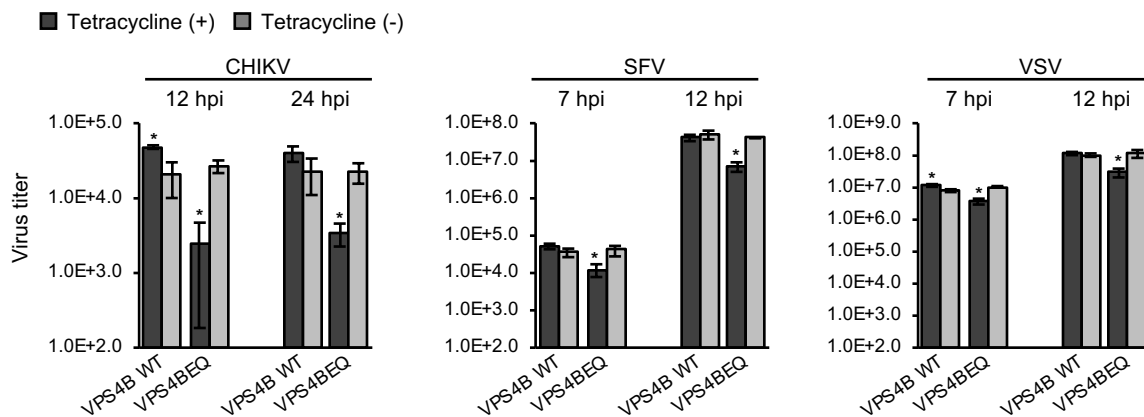 Tetracycline (+) Tetracycline (-)
CHIKV
12 hpi 24 hpi
Virus titer
1.0E+5.0
1.0E+4.0
1.0E+3.0
1.0E+2.0
* * *
VPS4B WT VPS4BEQ VPS4B WT VPS4BEQ
SFV
7 hpi 12 hpi
1.0E+8.0
1.0E+7.0
1.0E+6.0
1.0E+5.0
1.0E+4.0
1.0E+3.0
1.0E+2.0
* *
VPS4B WT VPS4BEQ VPS4B WT VPS4BEQ
VSV
7 hpi 12 hpi
1.0E+9.0
1.0E+8.0
1.0E+7.0
1.0E+6.0
1.0E+5.0
1.0E+4.0
1.0E+3.0
1.0E+2.0
* * *
VPS4B WT VPS4BEQ VPS4B WT VPS4BEQ